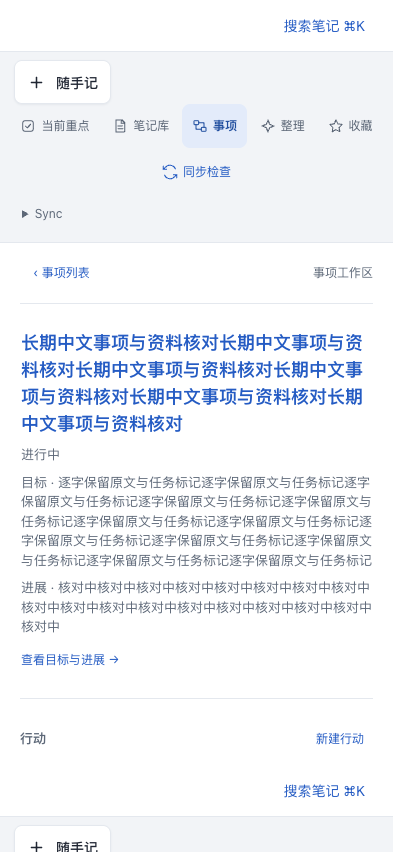 搜索笔记 ⌘K
+ 随手记
当前重点 笔记库 事项 整理 收藏
同步检查
▶ Sync
‹ 事项列表 事项工作区
长期中文事项与资料核对长期中文事项与资
料核对长期中文事项与资料核对长期中文事
项与资料核对长期中文事项与资料核对长期
中文事项与资料核对
进行中
目标 · 逐字保留原文与任务标记逐字保留原文与任务标记逐字
保留原文与任务标记逐字保留原文与任务标记逐字保留原文与
任务标记逐字保留原文与任务标记逐字保留原文与任务标记逐
字保留原文与任务标记逐字保留原文与任务标记逐字保留原文
与任务标记逐字保留原文与任务标记逐字保留原文与任务标记
进展 · 核对中核对中核对中核对中核对中核对中核对中核对中
核对中核对中核对中核对中核对中核对中核对中核对中核对中
核对中
查看目标与进展 →
行动 新建行动
搜索笔记 ⌘K
+ 随手记